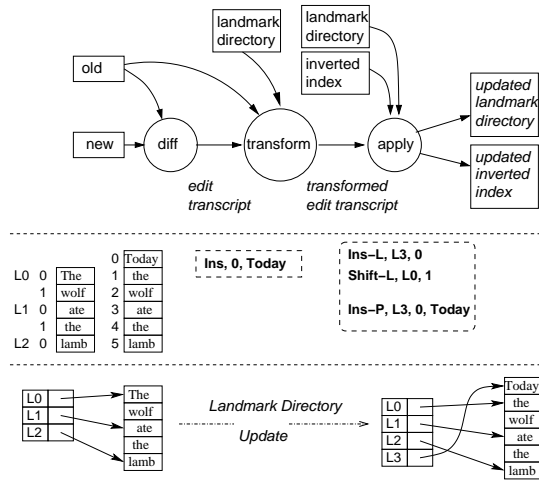 landmark
directory
landmark
directory
inverted
index
old
new
diff
transform
apply
updated
landmark
directory
updated
inverted
index
edit
transcript
transformed
edit transcript
L0 0 The
1 wolf
L1 0 ate
1 the
L2 0 lamb
0 Today
1 the
2 wolf
3 ate
4 the
5 lamb
Ins, 0, Today
Ins-L, L3, 0
Shift-L, L0, 1
Ins-P, L3, 0, Today
L0
L1
L2
The
wolf
ate
the
lamb
Landmark Directory
Update
L0
L1
L2
L3
Today
the
wolf
ate
the
lamb